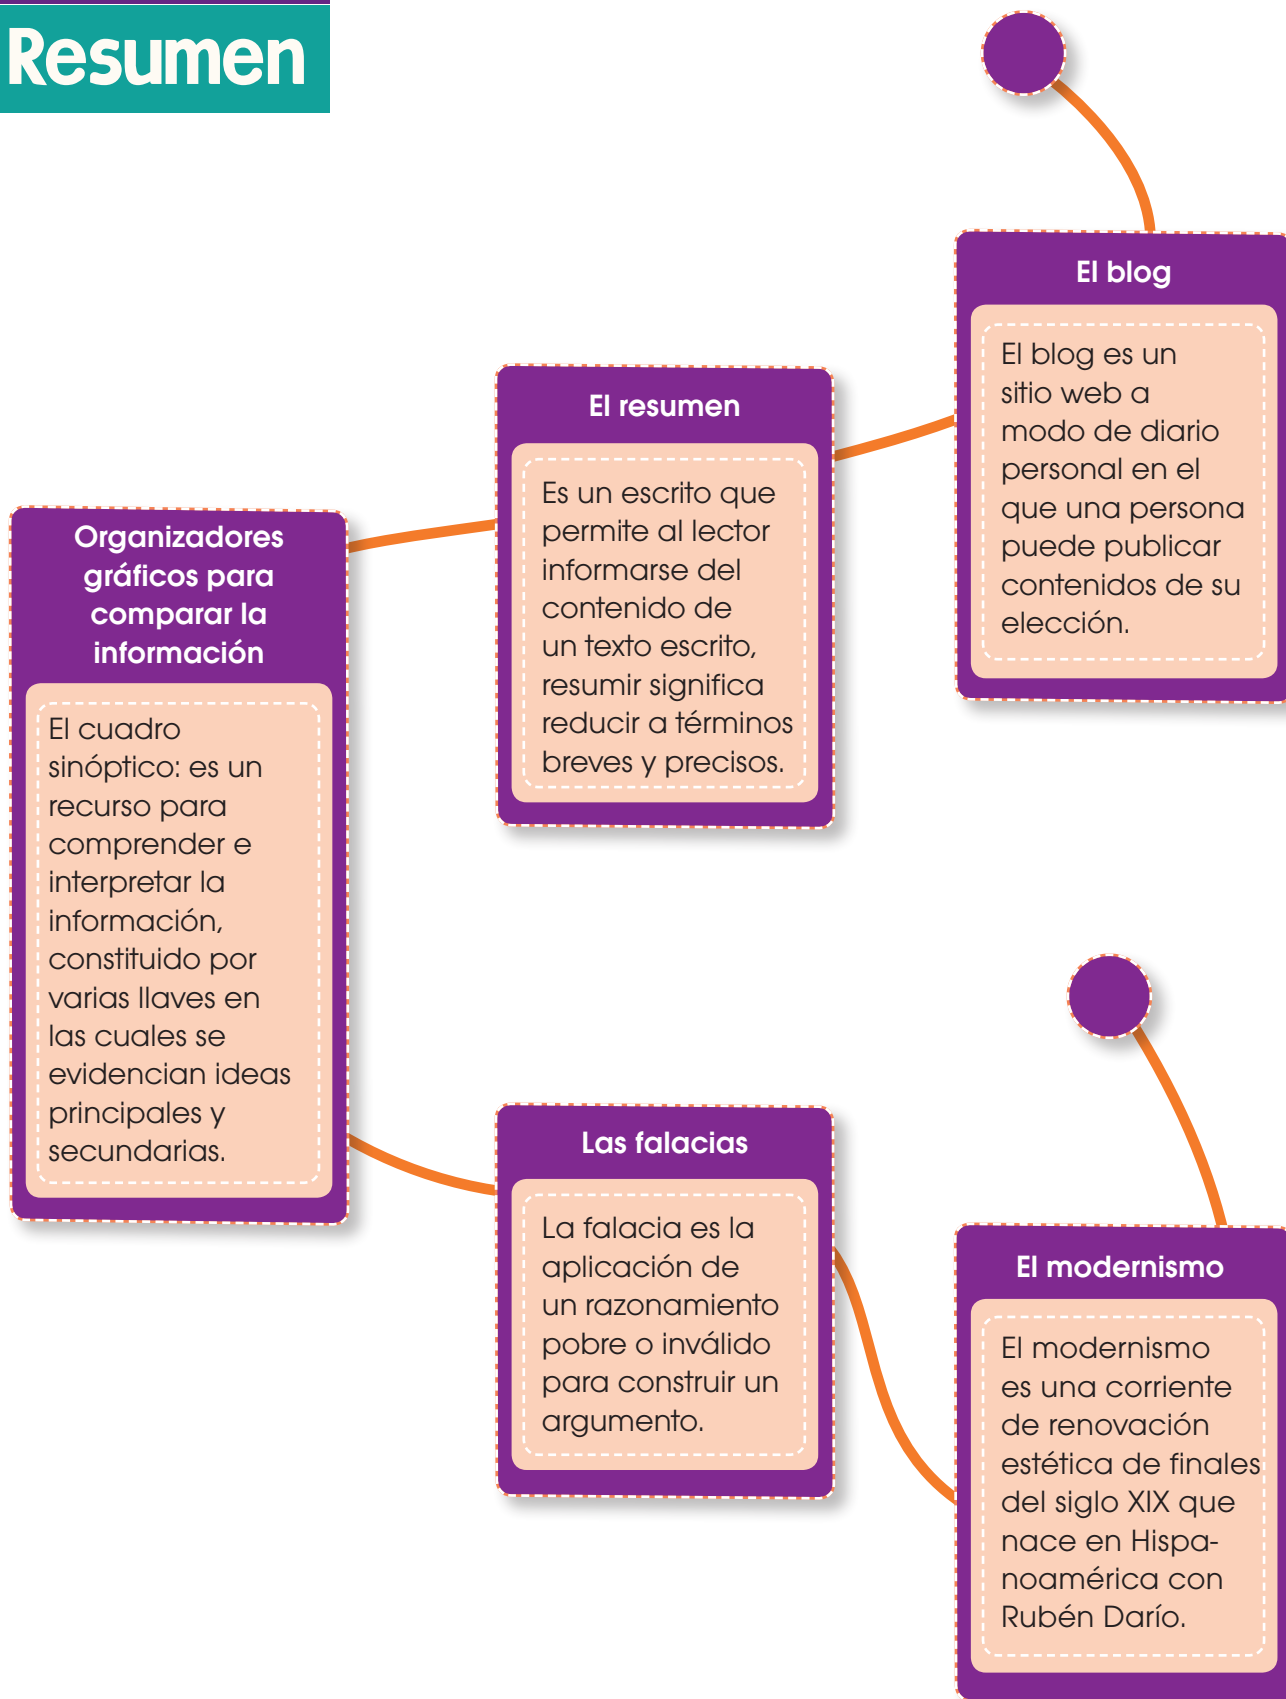 Resumen
Organizadores
gráficos para
comparar la
información
El cuadro
sinóptico: es un
recurso para
comprender e
interpretar la
información,
constituido por
varias llaves en
las cuales se
evidencian ideas
principales y
secundarias.
El resumen
Es un escrito que
permite al lector
informarse del
contenido de
un texto escrito,
resumir significa
reducir a términos
breves y precisos.
El blog
El blog es un
sitio web a
modo de diario
personal en el
que una persona
puede publicar
contenidos de su
elección.
Las falacias
La falacia es la
aplicación de
un razonamiento
pobre o inválido
para construir un
argumento.
El modernismo
El modernismo
es una corriente
de renovación
estética de finales
del siglo XIX que
nace en Hispa-
noamérica con
Rubén Darío.